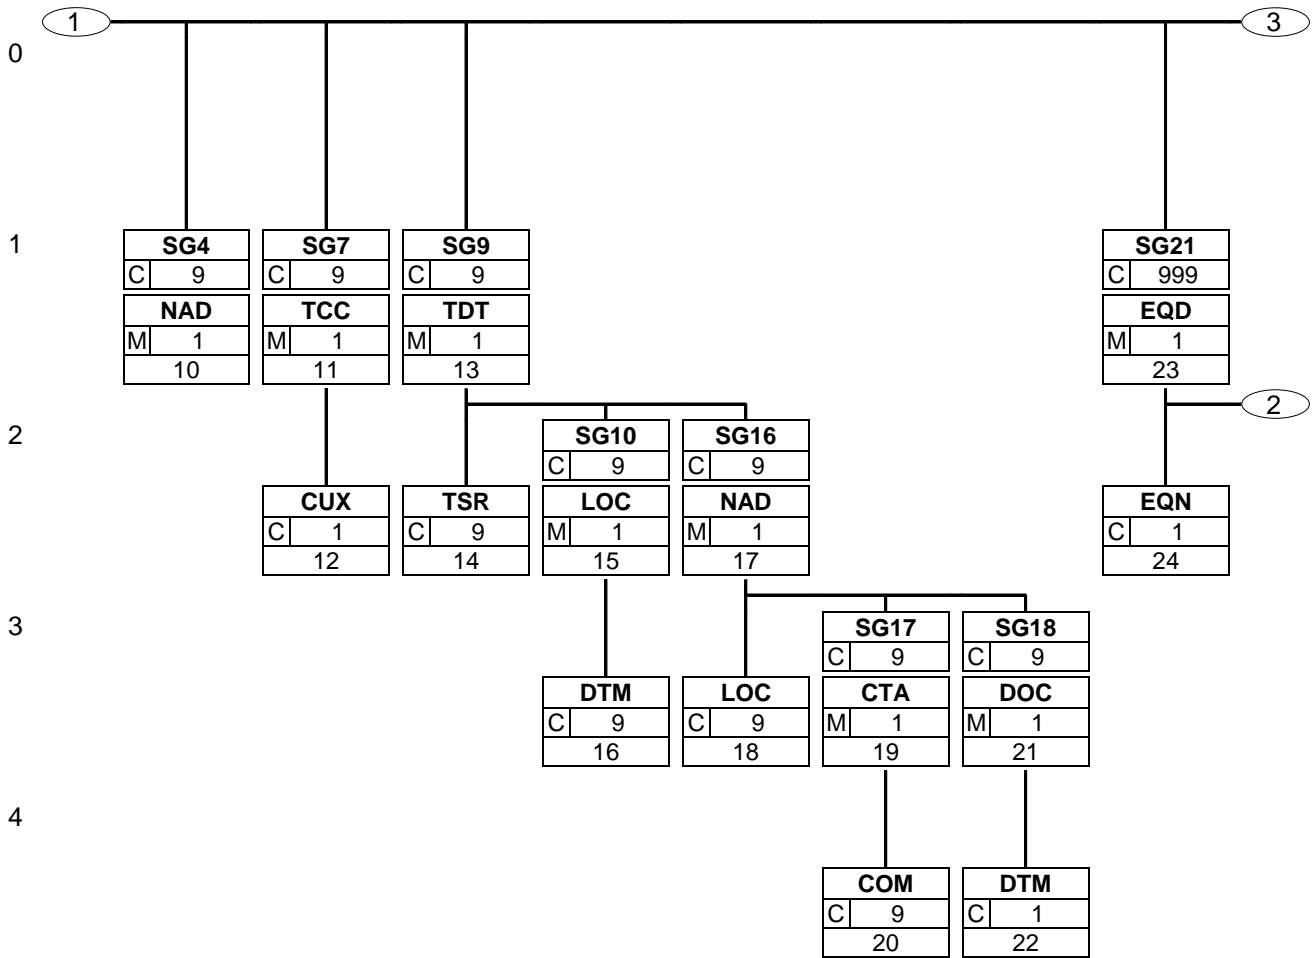 1 3
0
1
SG4 SG7 SG9 SG21
C 9 C 9 C 9 C 999
NAD TCC TDT EQD
M 1 M 1 M 1 M 1
10 11 13 23
2
2
SG10 SG16
C 9 C 9
CUX TSR LOC NAD EQN
C 1 C 9 M 1 M 1 C 1
12 14 15 17 24
3
SG17 SG18
C 9 C 9
DTM LOC CTA DOC
C 9 C 9 M 1 M 1
16 18 19 21
4
COM DTM
C 9 C 1
20 22